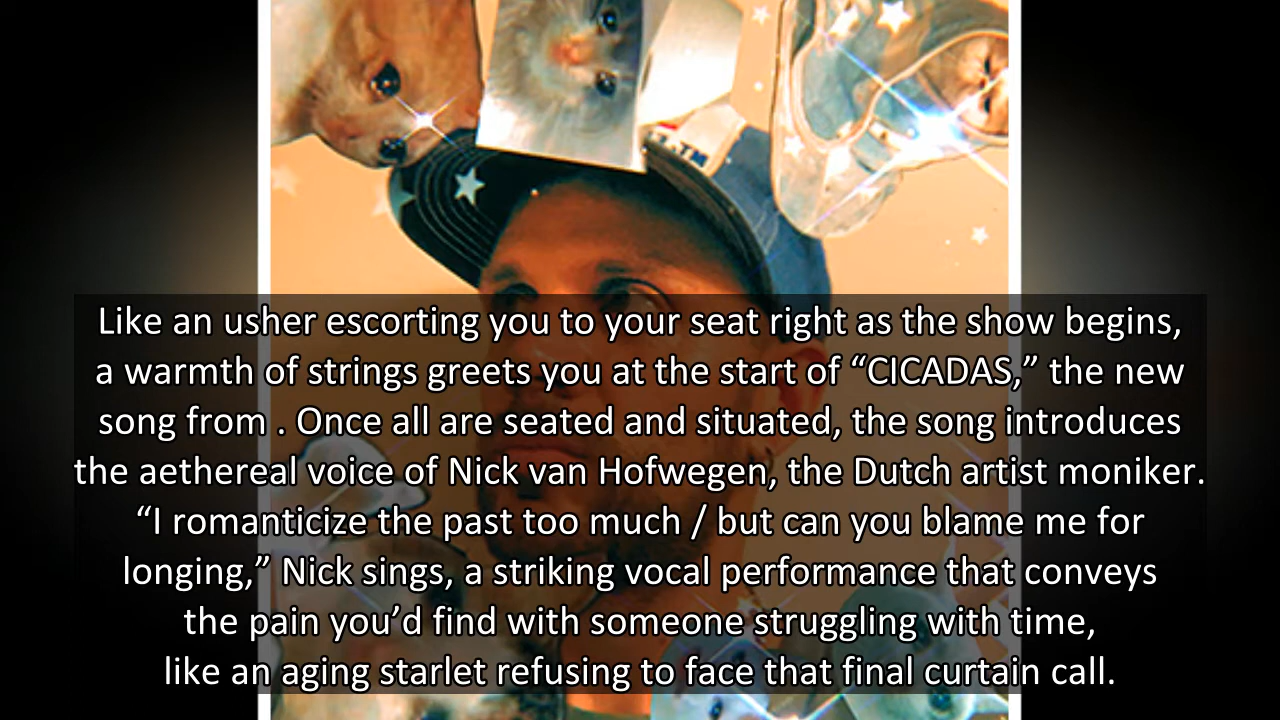 Like an usher escorting you to your seat right as the show begins,
a warmth of strings greets you at the start of “CICADAS,” the new
song from . Once all are seated and situated, the song introduces
the aethereal voice of Nick van Hofwegen, the Dutch artist moniker.
“I romanticize the past too much / but can you blame me for
longing,” Nick sings, a striking vocal performance that conveys
the pain you’d find with someone struggling with time,
like an aging starlet refusing to face that final curtain call.